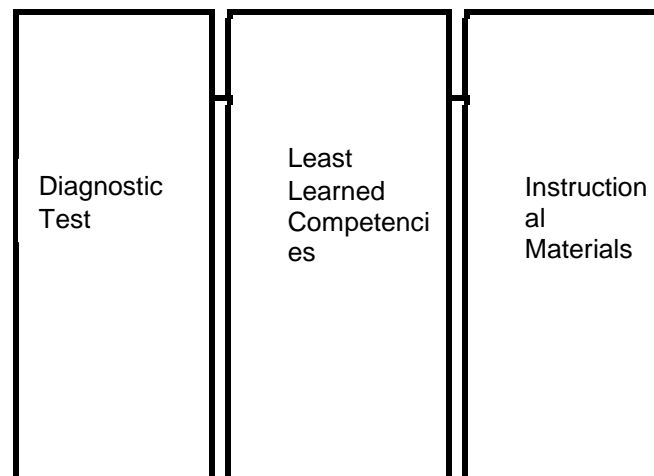 Diagnostic
Test
Least
Learned
Competenci
es
Instruction
al
Materials